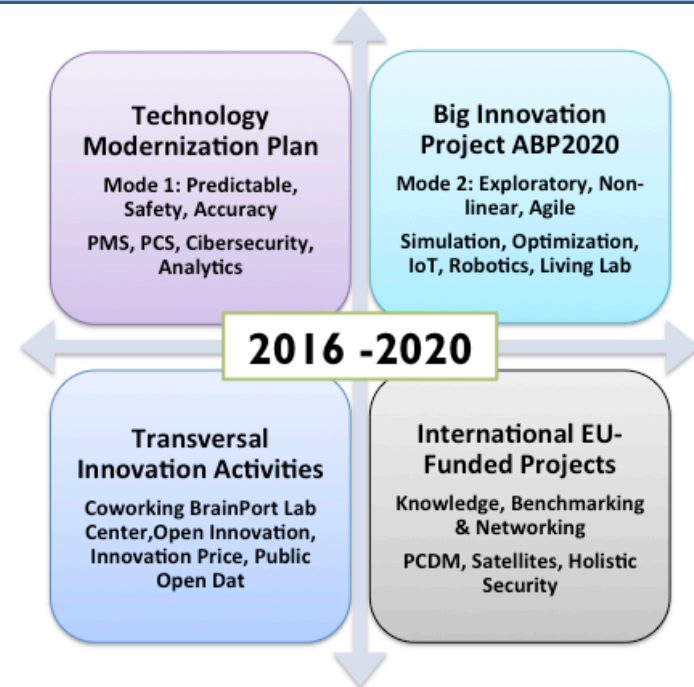 Technology
Modernization Plan
Mode 1: Predictable,
Safety, Accuracy
PMS, PCS, Cibersecurity,
Analytics
Big Innovation
Project ABP2020
Mode 2: Exploratory, Non-
linear, Agile
Simulation, Optimization,
IoT, Robotics, Living Lab
2016 -2020
Transversal
Innovation Activities
Coworking BrainPort Lab
Center,Open Innovation,
Innovation Price, Public
Open Dat
International EU-
Funded Projects
Knowledge, Benchmarking
& Networking
PCDM, Satellites, Holistic
Security